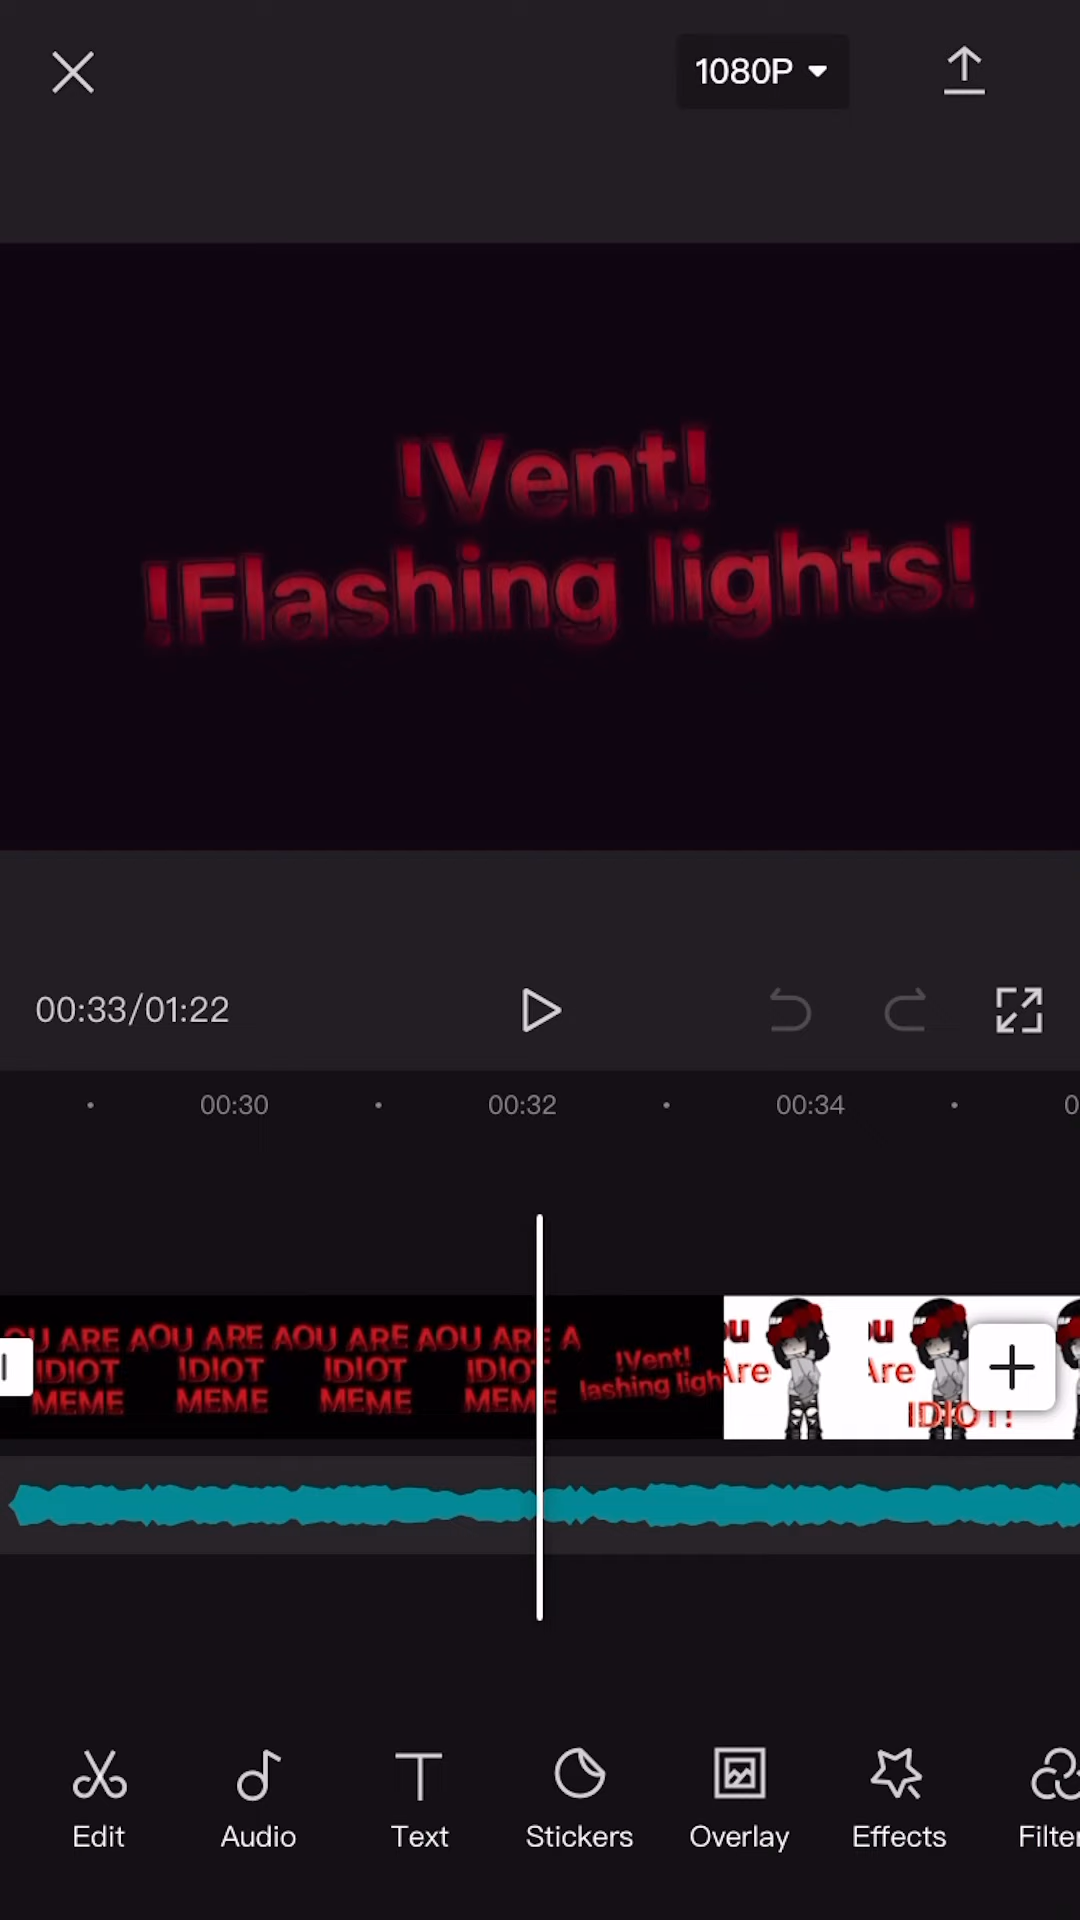 1080P
!Vent!
!Flashing lights!
00:33/01:22
00:30
00:32
00:34
0
OU ARE AOU ARE AOU ARE AOU ARE A
IDIOT IDIOT IDIOT IDIOT
MEME MEME MEME MEME
!Vent!
lashing ligh
u
Are
u
Are
IDIOT!
Edit
Audio
Text
Stickers
Overlay
Effects
Filter